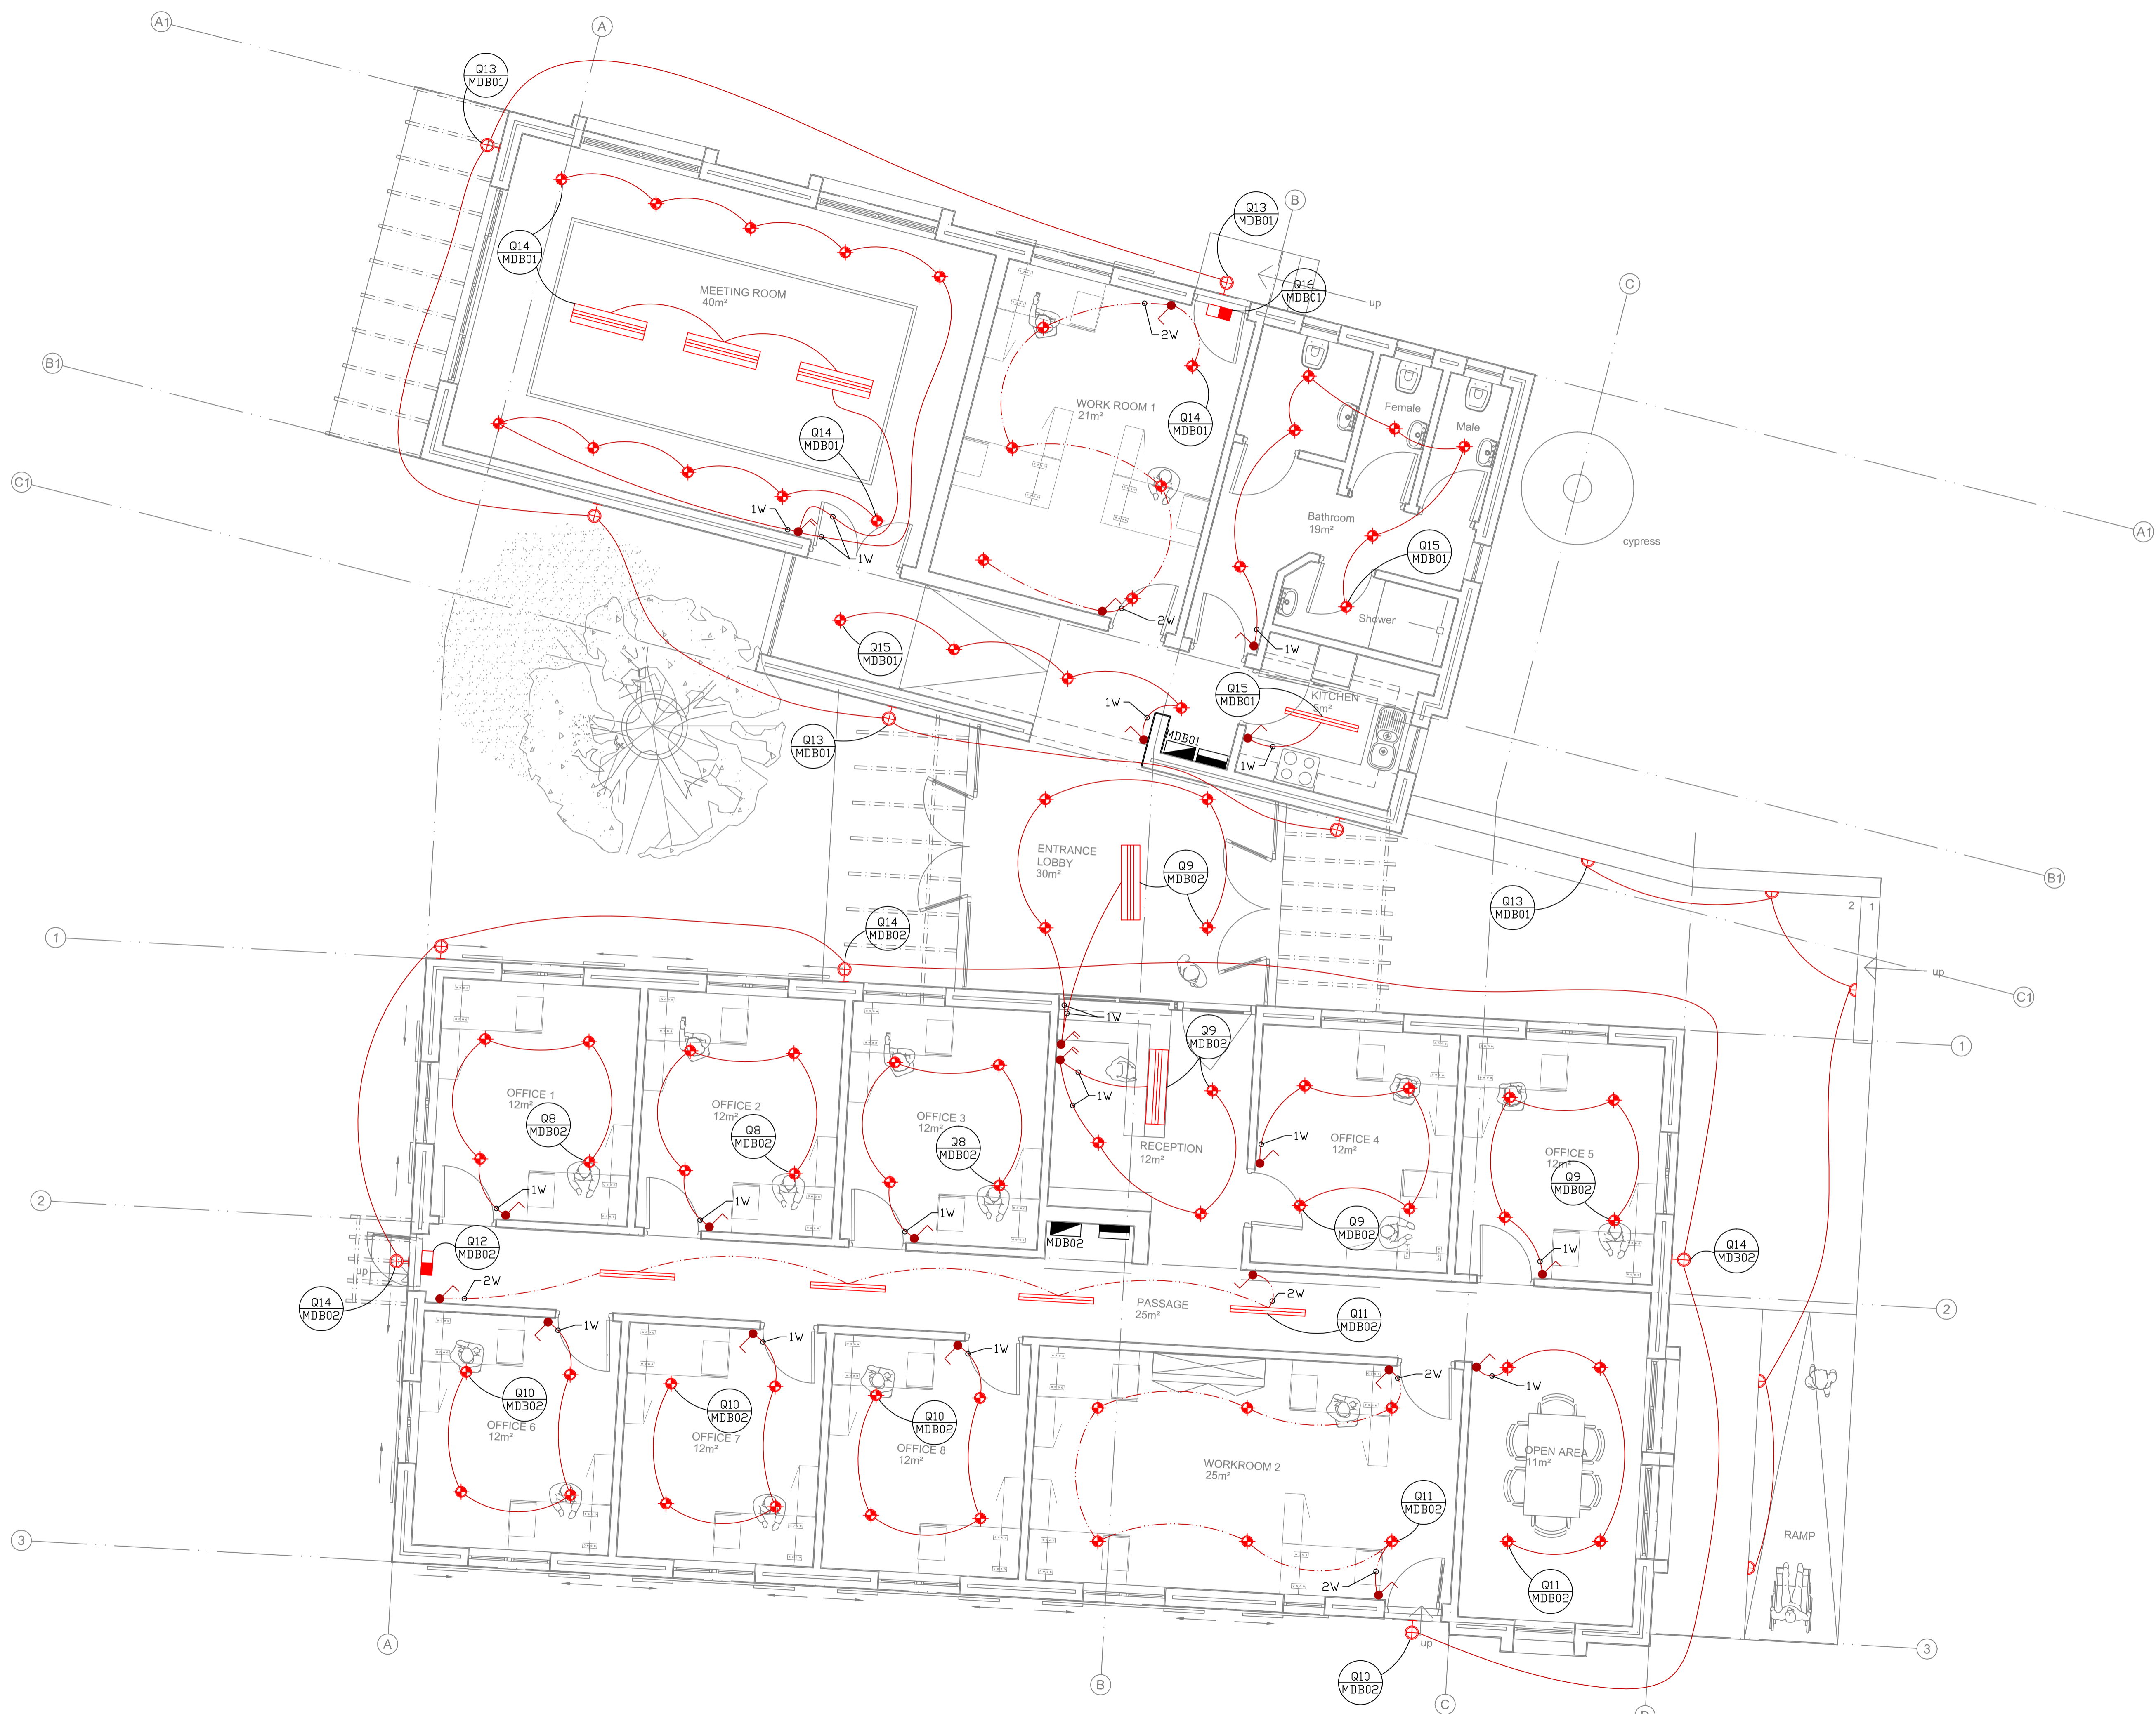 A1
A
Q13
MDB01
Q13
MDB01
B
C
Q14
MDB01
MEETING ROOM
40m²
Q16
MDB01
up
2W
B1
WORK ROOM 1
21m²
Q14
MDB01
Female
Male
Q14
MDB01
C1
1W
1W
Bathroom
19m²
Q15
MDB01
cypress
A1
2W
Shower
Q15
MDB01
1W
Q15
MDB01
KITCHEN
5m²
1W
Q13
MDB01
MDB01
1W
ENTRANCE
LOBBY
30m²
Q9
MDB02
B1
Q13
MDB01
2
1
1
Q14
MDB02
up
C1
1W
Q9
MDB02
1
OFFICE 1
12m²
Q8
MDB02
OFFICE 2
12m²
Q8
MDB02
OFFICE 3
12m²
Q8
MDB02
1W
RECEPTION
12m²
1W
OFFICE 4
12m²
OFFICE 5
12m²
Q9
MDB02
2
1W
1W
1W
Q9
MDB02
1W
Q12
MDB02
MDB02
Q14
MDB02
up
2W
Q14
MDB02
2W
PASSAGE
25m²
Q11
MDB02
2
1W
1W
1W
2W
1W
Q10
MDB02
OFFICE 6
12m²
Q10
MDB02
OFFICE 7
12m²
Q10
MDB02
OFFICE 8
12m²
WORKROOM 2
25m²
OPEN AREA
11m²
Q11
MDB02
RAMP
3
2W
Q11
MDB02
A
up
3
Q10
MDB02
B
C
D